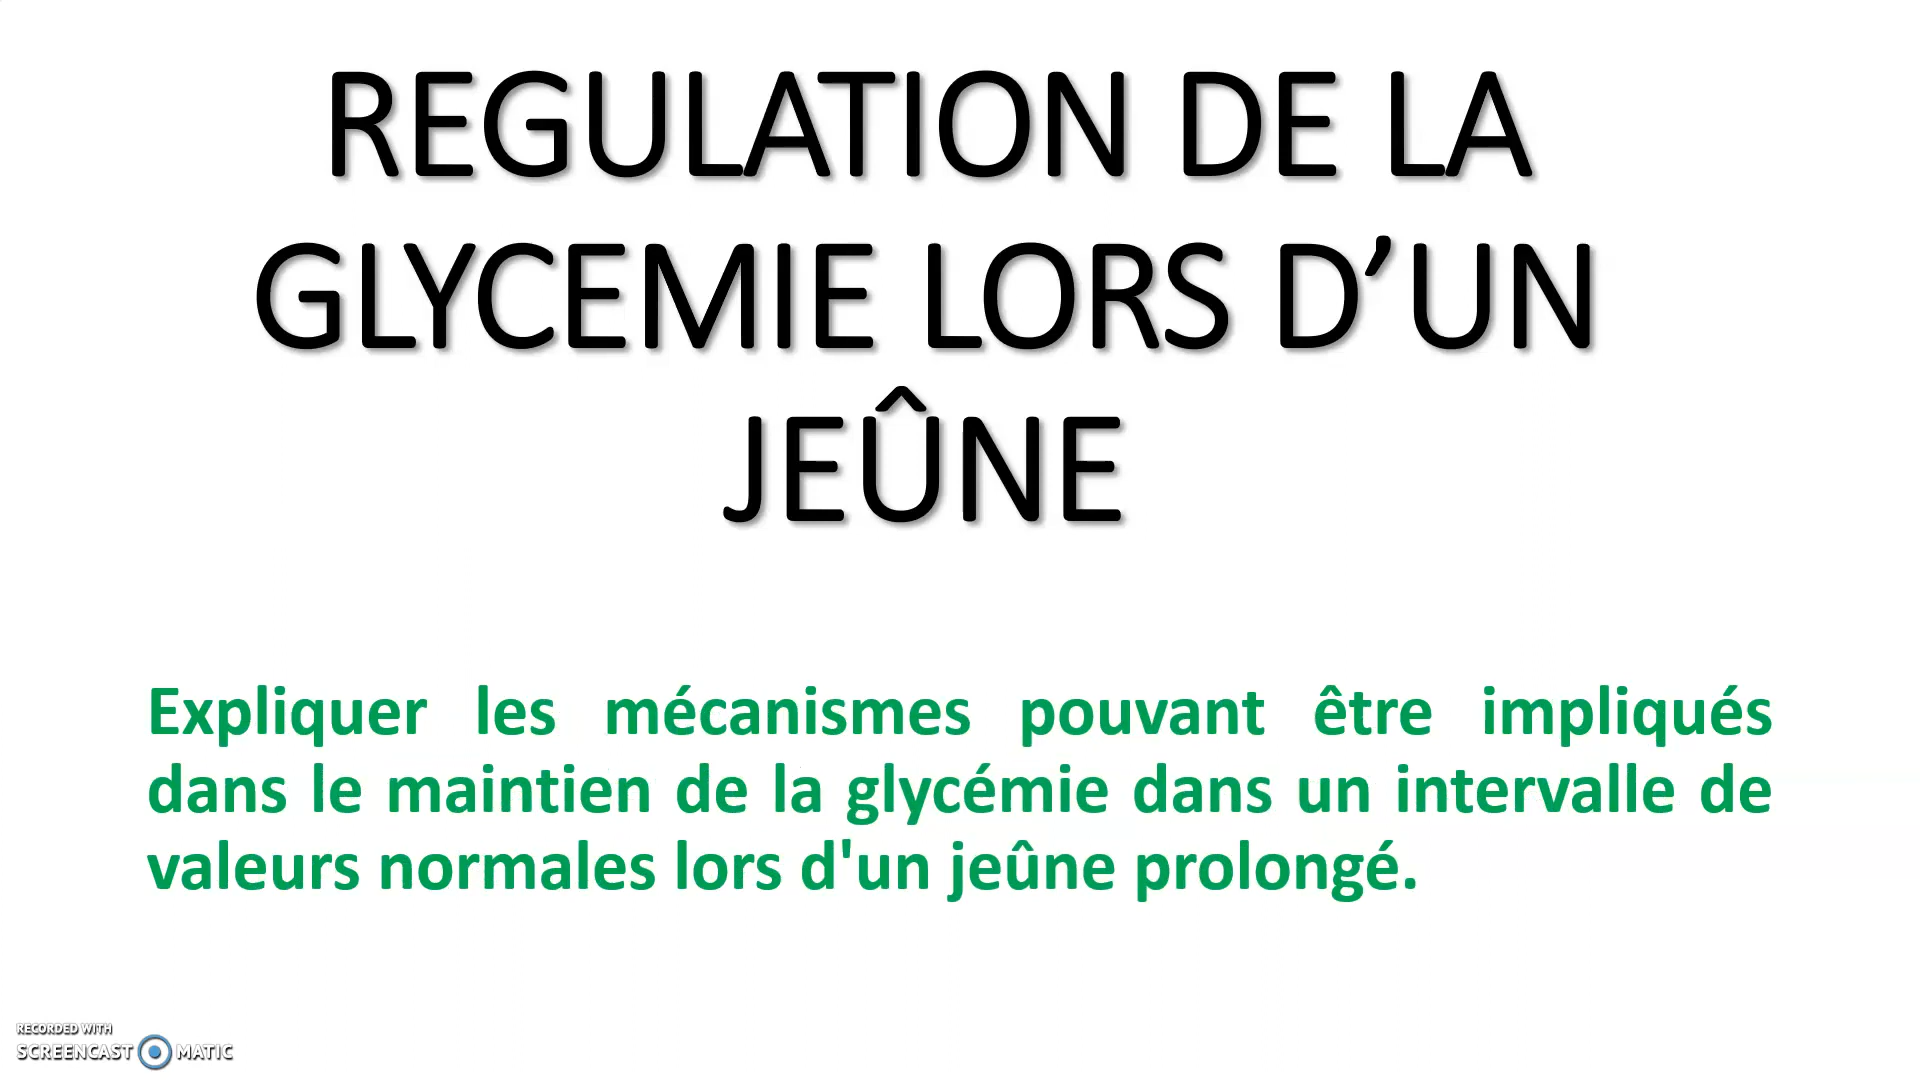 REGULATION DE LA
GLYCEMIE LORS D’UN
JEÛNE
Expliquer les mécanismes pouvant être impliqués
dans le maintien de la glycémie dans un intervalle de
valeurs normales lors d'un jeûne prolongé.
RECORDED WITH
SCREENCAST MATIC